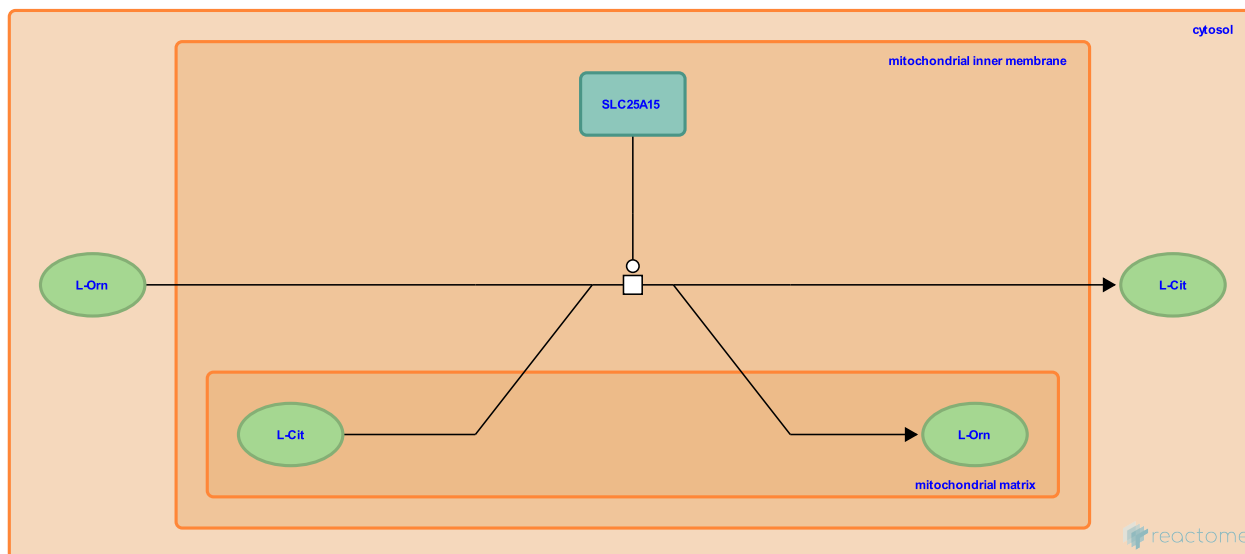 cytosol
mitochondrial inner membrane
SLC25A15
L-Orn
L-Cit
L-Cit
L-Orn
mitochondrial matrix
reactome